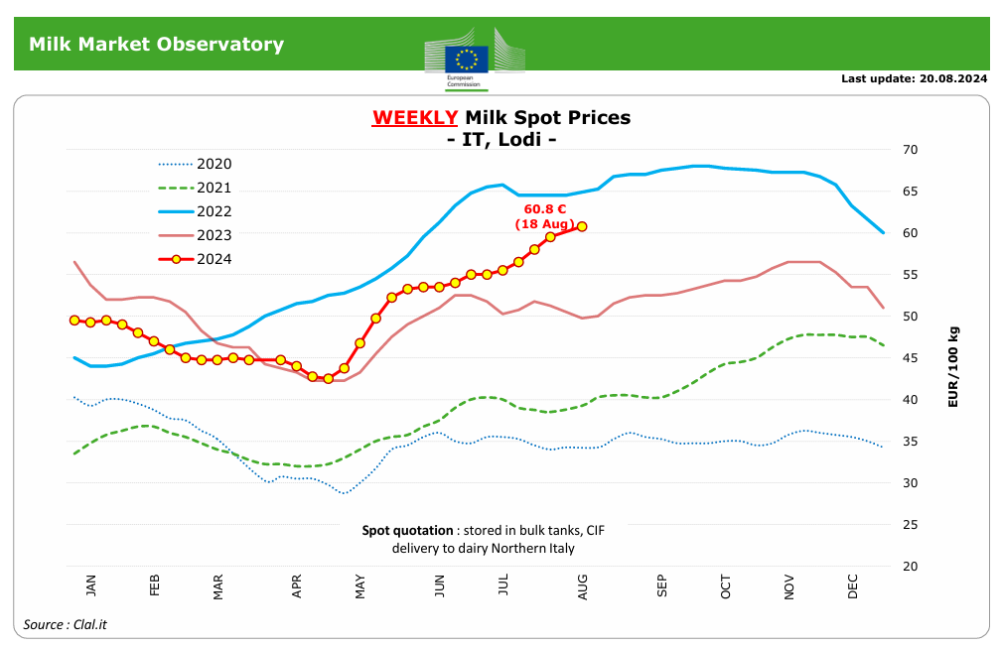 Milk Market Observatory
European
Commission
Last update: 20.08.2024
WEEKLY Milk Spot Prices
- IT, Lodi -
2020
2021
2022
2023
2024
60.8 €
(18 Aug)
70
65
60
55
50
45
40
35
30
25
20
EUR/100 kg
Spot quotation : stored in bulk tanks, CIF
delivery to dairy Northern Italy
JAN
FEB
MAR
APR
MAY
JUN
JUL
AUG
SEP
OCT
NOV
DEC
Source : Clal.it